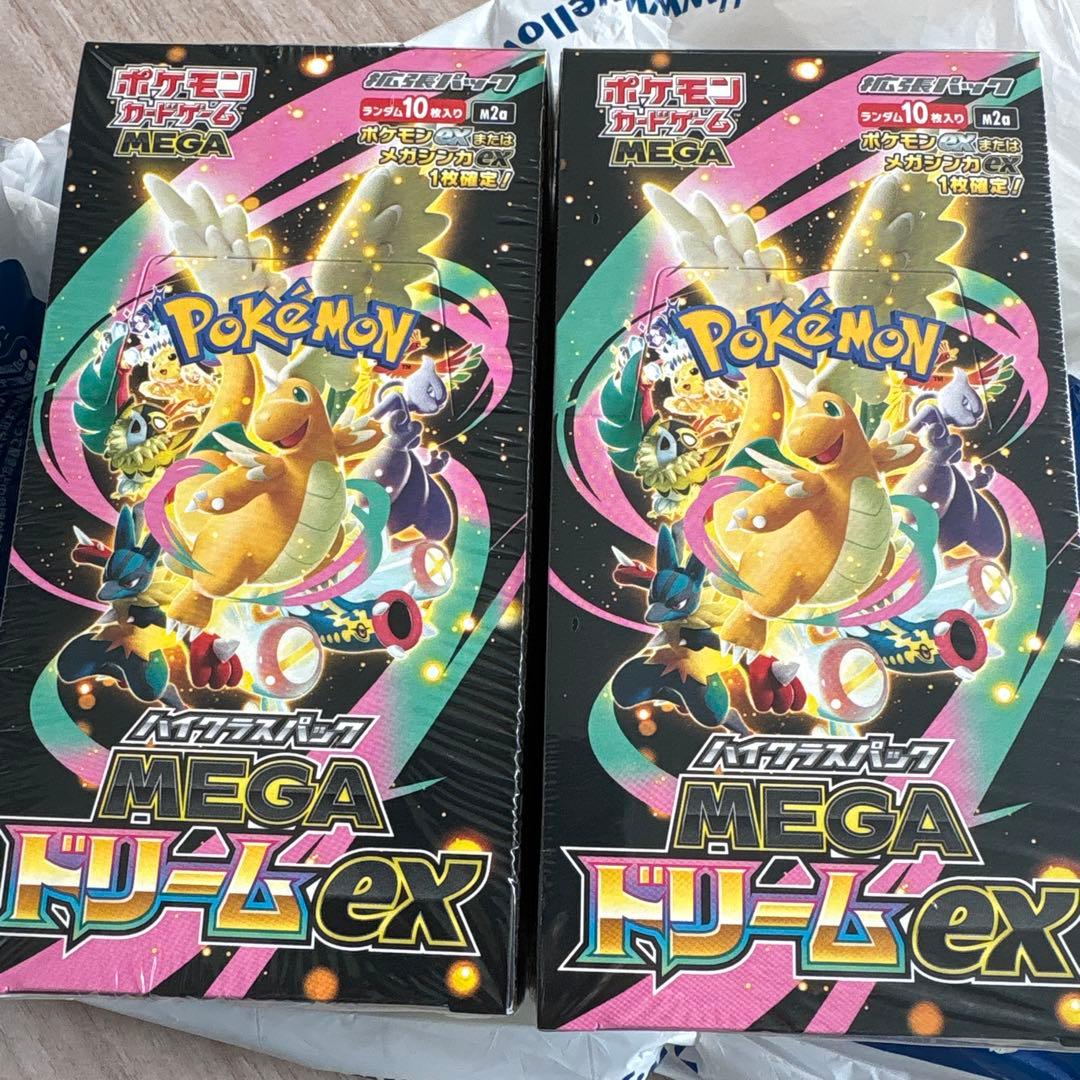 ポケモン
カードゲーム
MEGA
拡張パック
ランダム10枚入り M2a
ポケモンexまたは
メガシンカex
1枚確定!
POKéMON
™
ハイクラスパック
MEGA
ドリームex
ポケモン
カードゲーム
MEGA
拡張パック
ランダム10枚入り M2a
ポケモンexまたは
メガシンカex
1枚確定!
POKéMON
™
ハイクラスパック
MEGA
ドリームex